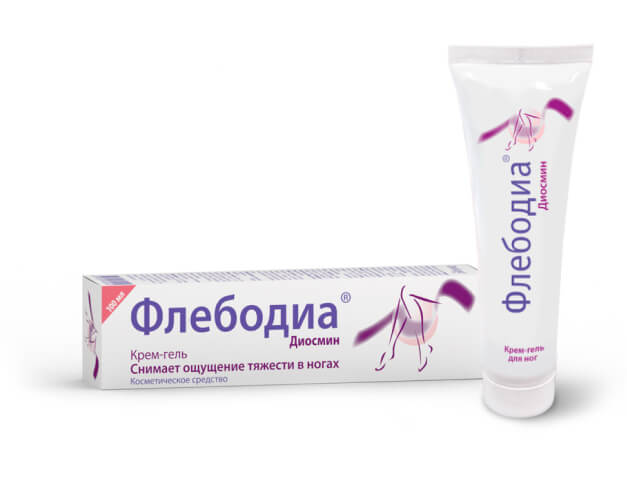 100 мл
Флебодиа®
Диосмин
Крем-гель
Снимает ощущение тяжести в ногах
Косметическое средство
Флебодиа®
Диосмин
Крем-гель
для ног